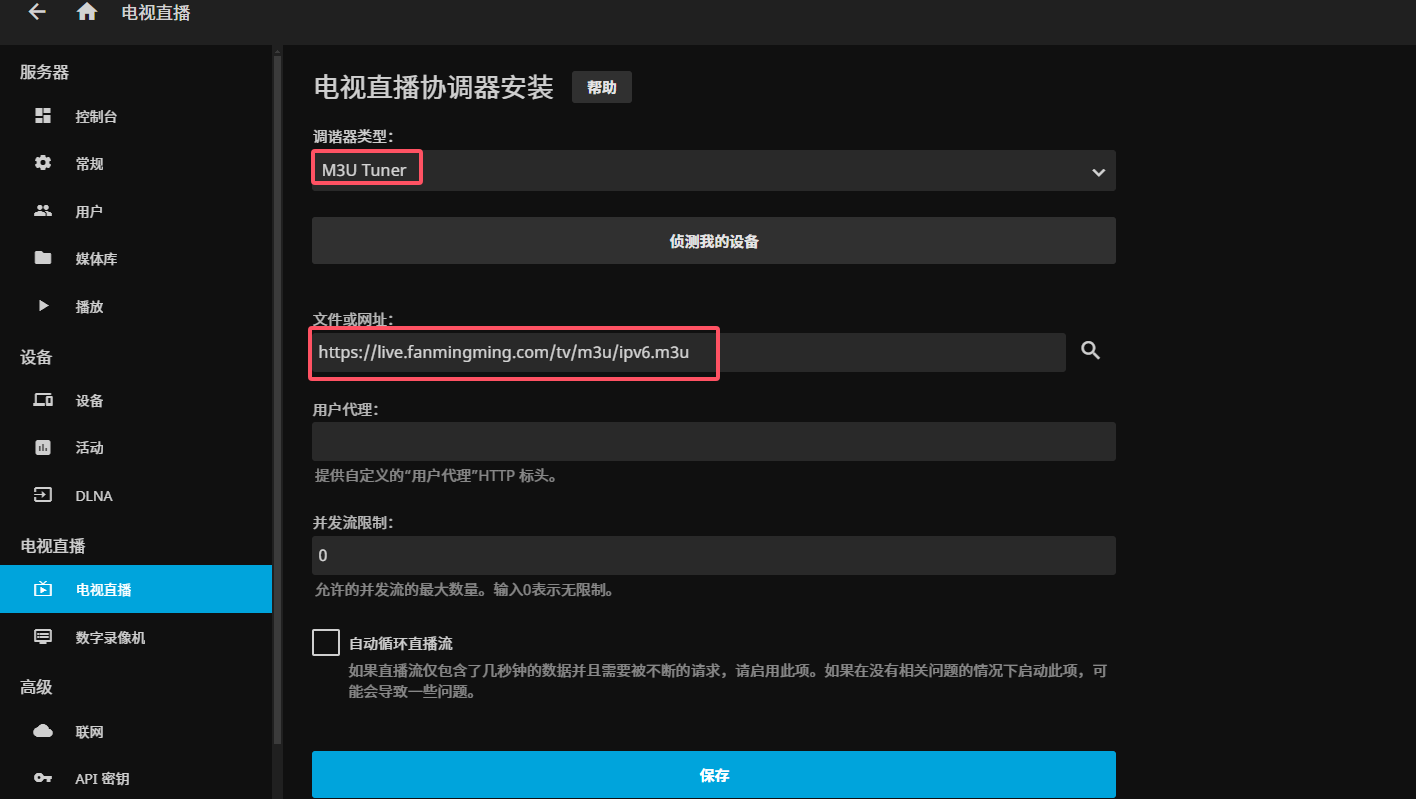 电视直播
服务器
控制台
常规
用户
媒体库
播放
设备
设备
活动
DLNA
电视直播
电视直播
数字录像机
高级
联网
API 密钥
电视直播协调器安装
帮助
调谐器类型：
M3U Tuner
侦测我的设备
文件或网址：
https://live.fanmingming.com/tv/m3u/ipv6.m3u
用户代理：
提供自定义的“用户代理”HTTP 标头。
并发流限制：
0
允许的并发流的最大数量。输入0表示无限制。
自动循环直播流
如果直播流仅包含了几秒钟的数据并且需要被不断的请求，请启用此项。如果在没有相关问题的情况下启动此项，可
能会导致一些问题。
保存